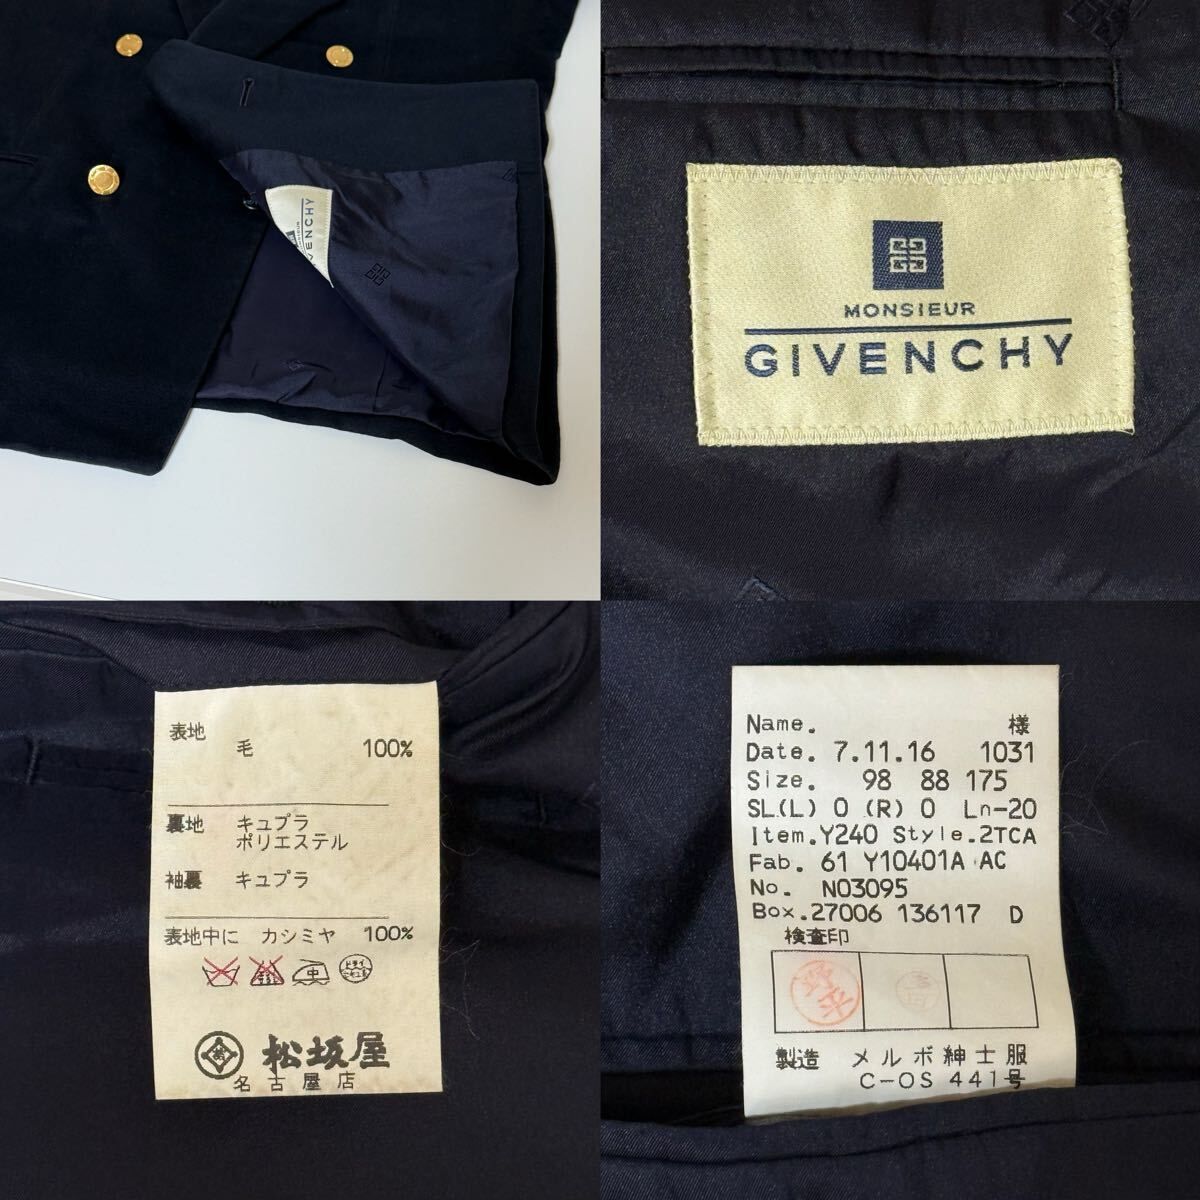 GIVENCHY
MONSIEUR
GIVENCHY
表地
毛 100%
裏地 キュプラ
ポリエステル
袖裏 キュプラ
表地中に カシミヤ 100%
中
ドライ
松坂屋
名古屋店
Name. 様
Date. 7.11.16 1031
Size. 98 88 175
SL(L) 0 (R) 0 Ln-20
Item.Y240 Style.2TCA
Fab. 61 Y10401A AC
No. N03095
Box.27006 136117 D
検査印
製造 メルボ紳士服
C-OS 441号